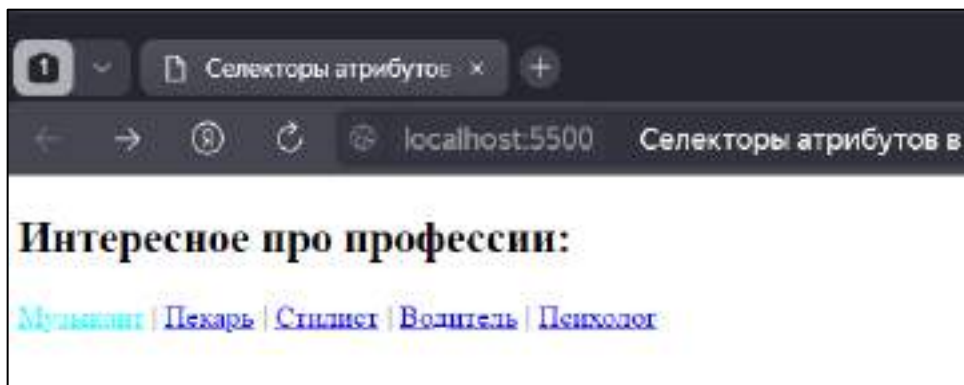 1 Селекторы атрибутов ×
localhost:5500 Селекторы атрибутов в
Интересное про профессии:
Музыкант | Пекарь | Стилист | Водитель | Психолог